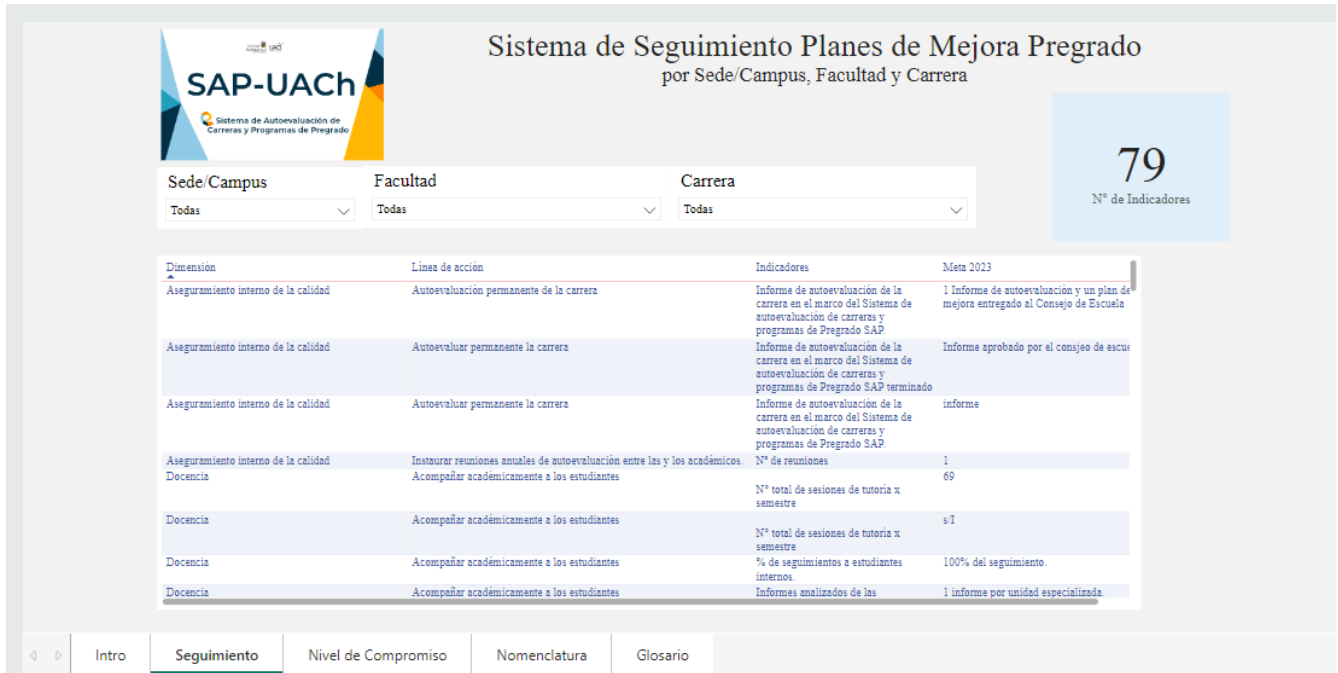 Sistema de Seguimiento Planes de Mejora Pregrado
por Sede/Campus, Facultad y Carrera
UACh
SAP-UACh
Sistema de Autoevaluación de
Carreras y Programas de Pregrado
79
N° de Indicadores
Sede/Campus Facultad Carrera
Todas Todas Todas
Dimensión Línea de acción Indicadores Meta 2023
Aseguramiento interno de la calidad Autoevaluación permanente de la carrera Informe de autoevaluación de la 1 Informe de autoevaluación y un plan de
carrera en el marco del Sistema de mejora entregado al Consejo de Escuela
autoevaluación de carreras y
programas de Pregrado SAP.
Aseguramiento interno de la calidad Autoevaluar permanente la carrera Informe de autoevaluación de la Informe aprobado por el consjeo de escue
carrera en el marco del Sistema de
autoevaluación de carreras y
programas de Pregrado SAP terminado
Aseguramiento interno de la calidad Autoevaluar permanente la carrera Informe de autoevaluación de la informe
carrera en el marco del Sistema de
autoevaluación de carreras y
programas de Pregrado SAP.
Aseguramiento interno de la calidad Instaurar reuniones anuales de autoevaluación entre las y los académicos. N° de reuniones 1
Docencia Acompañar académicamente a los estudiantes 69
N° total de sesiones de tutoría x
semestre
Docencia Acompañar académicamente a los estudiantes s/I
N° total de sesiones de tutoría x
semestre
Docencia Acompañar académicamente a los estudiantes % de seguimientos a estudiantes 100% del seguimiento.
internos.
Docencia Acompañar académicamente a los estudiantes Informes analizados de las 1 informe por unidad especializada.
Intro Seguimiento Nivel de Compromiso Nomenclatura Glosario